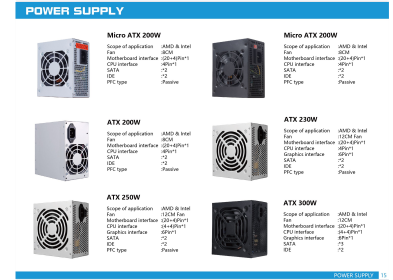 POWER SUPPLY
Micro ATX 200W
Scope of application :AMD & Intel
Fan :8CM
Motherboard interface :(20+4)Pin*1
CPU interface :4Pin*1
SATA :*2
IDE :*2
PFC type :Passive
Micro ATX 200W
Scope of application :AMD & Intel
Fan :8CM
Motherboard interface :(20+4)Pin*1
CPU interface :4Pin*1
SATA :*2
IDE :*2
PFC type :Passive
ATX 200W
Scope of application :AMD & Intel
Fan :8CM
Motherboard interface :(20+4)Pin*1
CPU interface :4Pin*1
SATA :*2
IDE :*2
PFC type :Passive
ATX 230W
Scope of application :AMD & Intel
Fan :12CM Fan
Motherboard interface :(20+4)Pin*1
CPU interface :4Pin*1
Graphics interface :6Pin*1
SATA :*2
IDE :*2
PFC type :Passive
ATX 250W
Scope of application :AMD & Intel
Fan :12CM Fan
Motherboard interface :(20+4)Pin*1
CPU interface :(4+4)Pin*1
Graphics interface :6Pin*1
SATA :*2
IDE :*2
PFC type :Passive
ATX 300W
Scope of application :AMD & Intel
Fan :12CM
Motherboard interface :(20+4)Pin*1
CPU interface :(4+4)Pin*1
Graphics interface :6Pin*1
SATA :*3
IDE :*2
PFC type :Passive
POWER SUPPLY 15